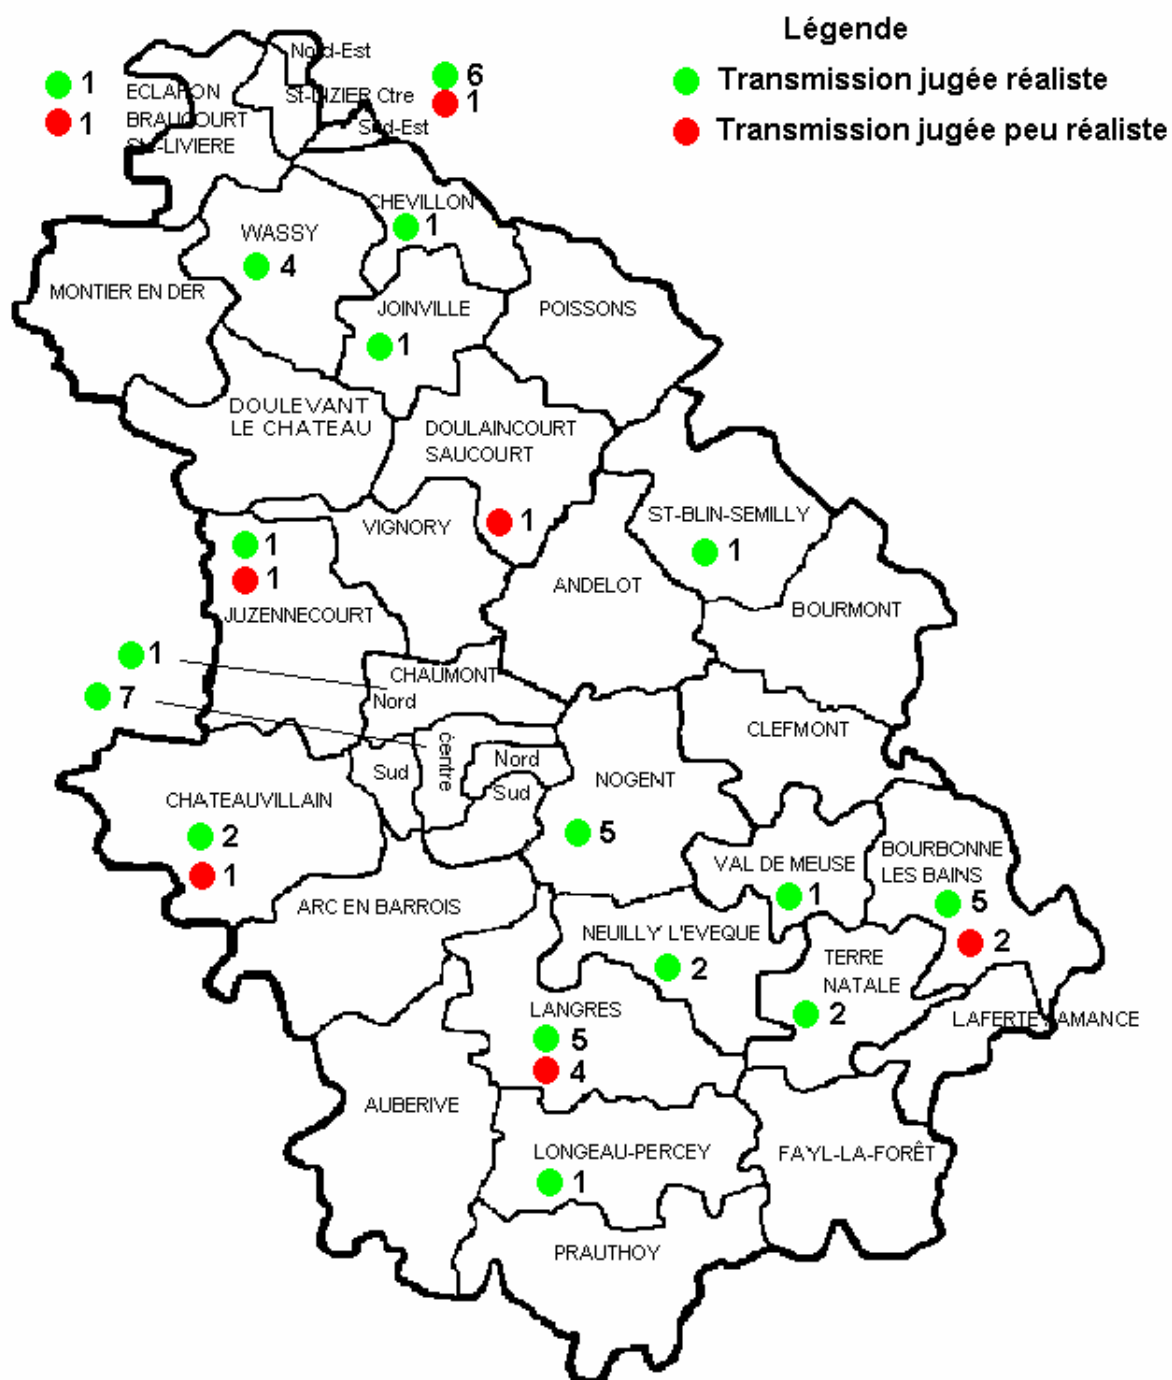 Légende
Transmission jugée réaliste
Transmission jugée peu réaliste
Nord-Est
1
ECLARON
BRAUCOURT
1
STE-LIVIERE
St-DIZIER Ctre
6
1
Sud-Est
CHEVILLON
1
WASSY
4
MONTIER EN DER
JOINVILLE
1
POISSONS
DOULEVANT
LE CHATEAU
DOULAINCOURT
SAUCOURT
1
VIGNORY
ST-BLIN-SEMILLY
1
1
1
JUZENNECOURT
ANDELOT
BOURMONT
1
7
CHAUMONT
Nord
centre
Sud
Nord
Sud
CLEFMONT
NOGENT
5
CHATEAUVILLAIN
2
1
ARC EN BARROIS
VAL DE MEUSE
1
BOURBONNE
LES BAINS
5
2
NEUILLY L'EVEQUE
2
TERRE
NATALE
2
LANGRES
5
4
LAFERTE / AMANCE
AUBERIVE
LONGEAU-PERCEY
1
FAYL-LA-FORÊT
PRAUTHOY